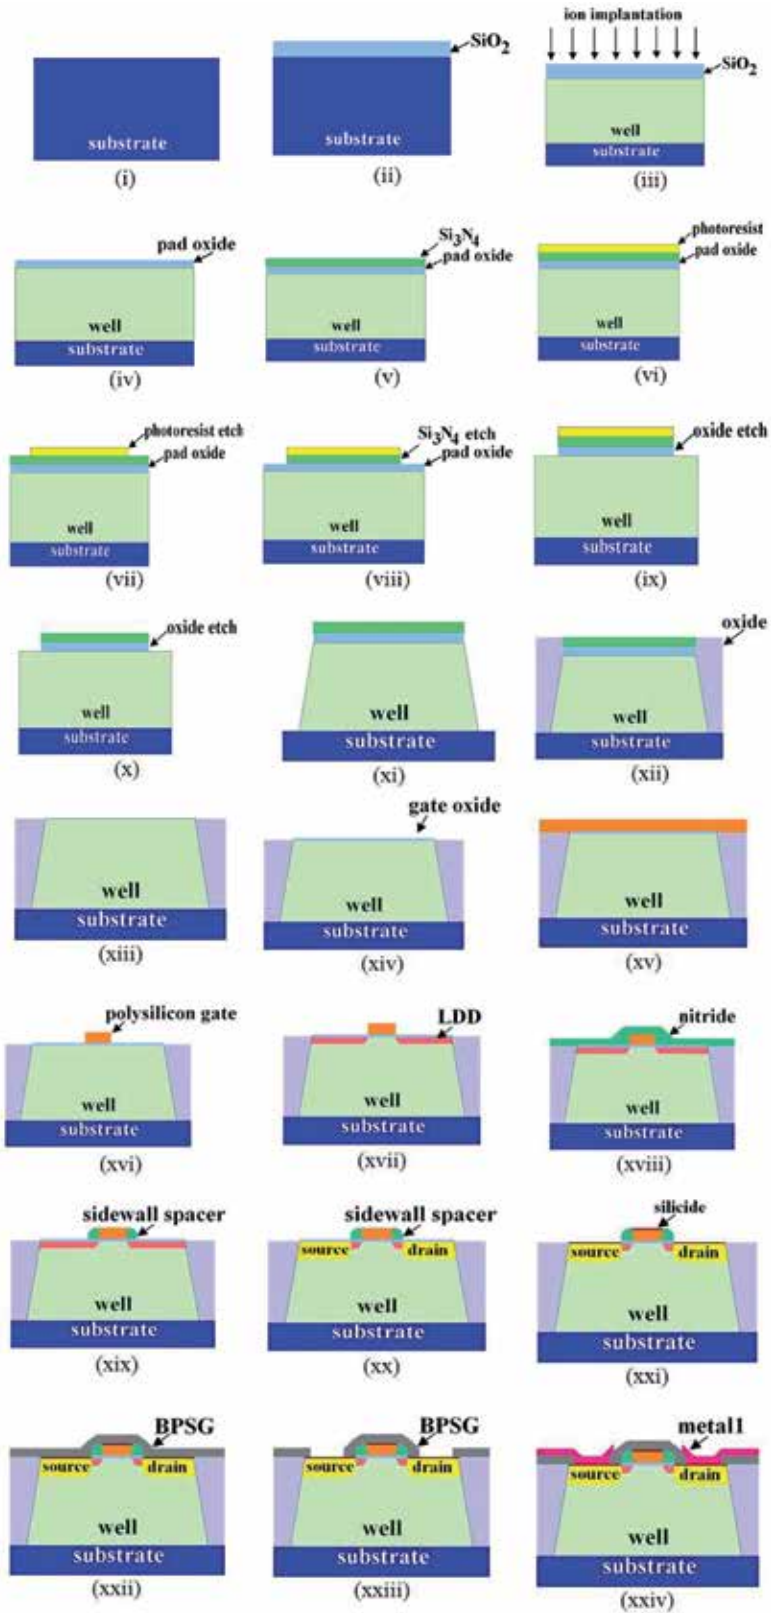 ion implantation
SiO2
SiO2
substrate
well
substrate
substrate
(i)
(ii)
(iii)
pad oxide
Si3N4
pad oxide
photoresist
pad oxide
well
substrate
well
substrate
well
substrate
(iv)
(v)
(vi)
photoresist etch
pad oxide
Si3N4 etch
pad oxide
oxide etch
well
substrate
well
substrate
well
substrate
(vii)
(viii)
(ix)
oxide etch
oxide
well
substrate
well
substrate
well
substrate
(x)
(xi)
(xii)
gate oxide
well
substrate
well
substrate
well
substrate
(xiii)
(xiv)
(xv)
polysilicon gate
LDD
nitride
well
substrate
well
substrate
well
substrate
(xvi)
(xvii)
(xviii)
sidewall spacer
sidewall spacer
silicide
source drain
source drain
well
substrate
well
substrate
well
substrate
(xix)
(xx)
(xxi)
BPSG
BPSG
metal1
source drain
source drain
source drain
well
substrate
well
substrate
well
substrate
(xxii)
(xxiii)
(xxiv)